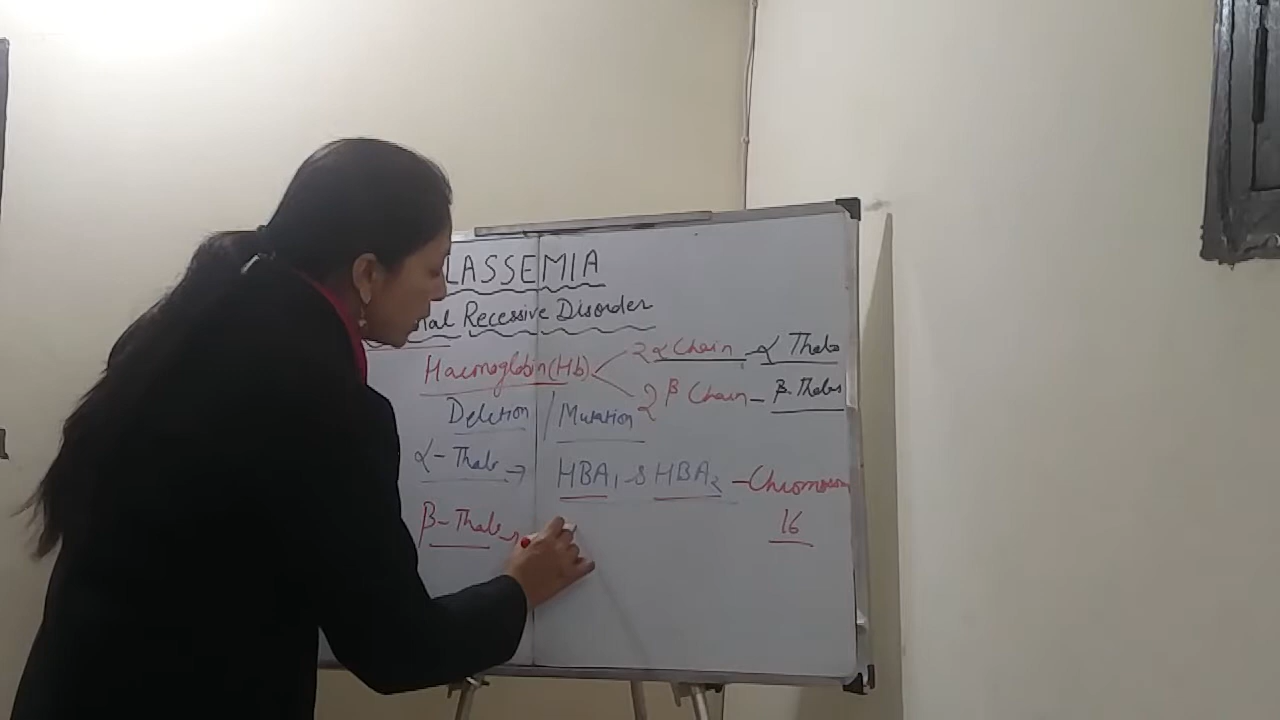 LASSEMIA
al Recessive Disorder
Haemoglobin (Hb) < 2 α Chain - α Thals
2 β Chain - β-Thals
Deletion / Mutation
α - Thals → HBA1 & HBA2 - Chromosom
16
β - Thals →